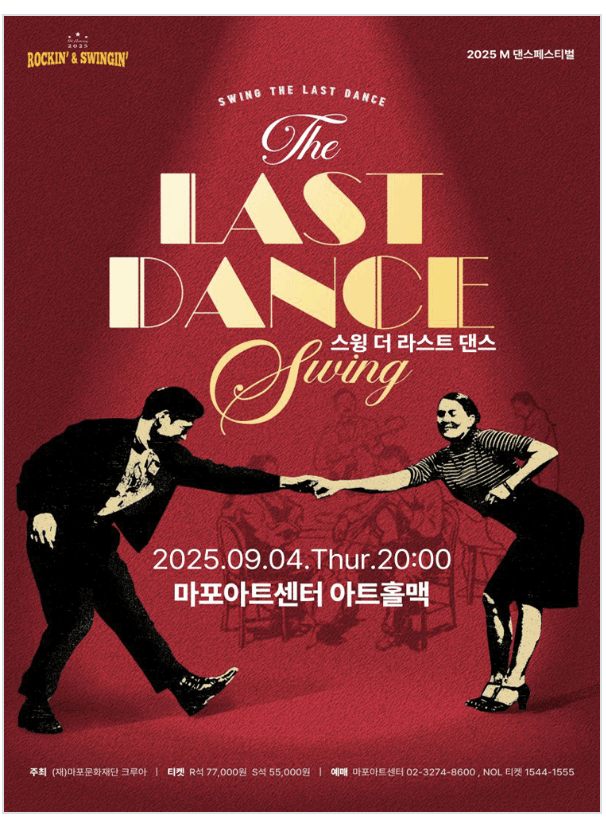 2025
ROCKIN' & SWINGIN'
2025 M 댄스페스티벌
SWING THE LAST DANCE
The
LAST
DANCE
스윙 더 라스트 댄스
Swing
2025.09.04.Thur.20:00
마포아트센터 아트홀맥
주최 (재)마포문화재단 크루아 | 티켓 R석 77,000원 S석 55,000원 | 예매 마포아트센터 02-3274-8600 , NOL 티켓 1544-1555